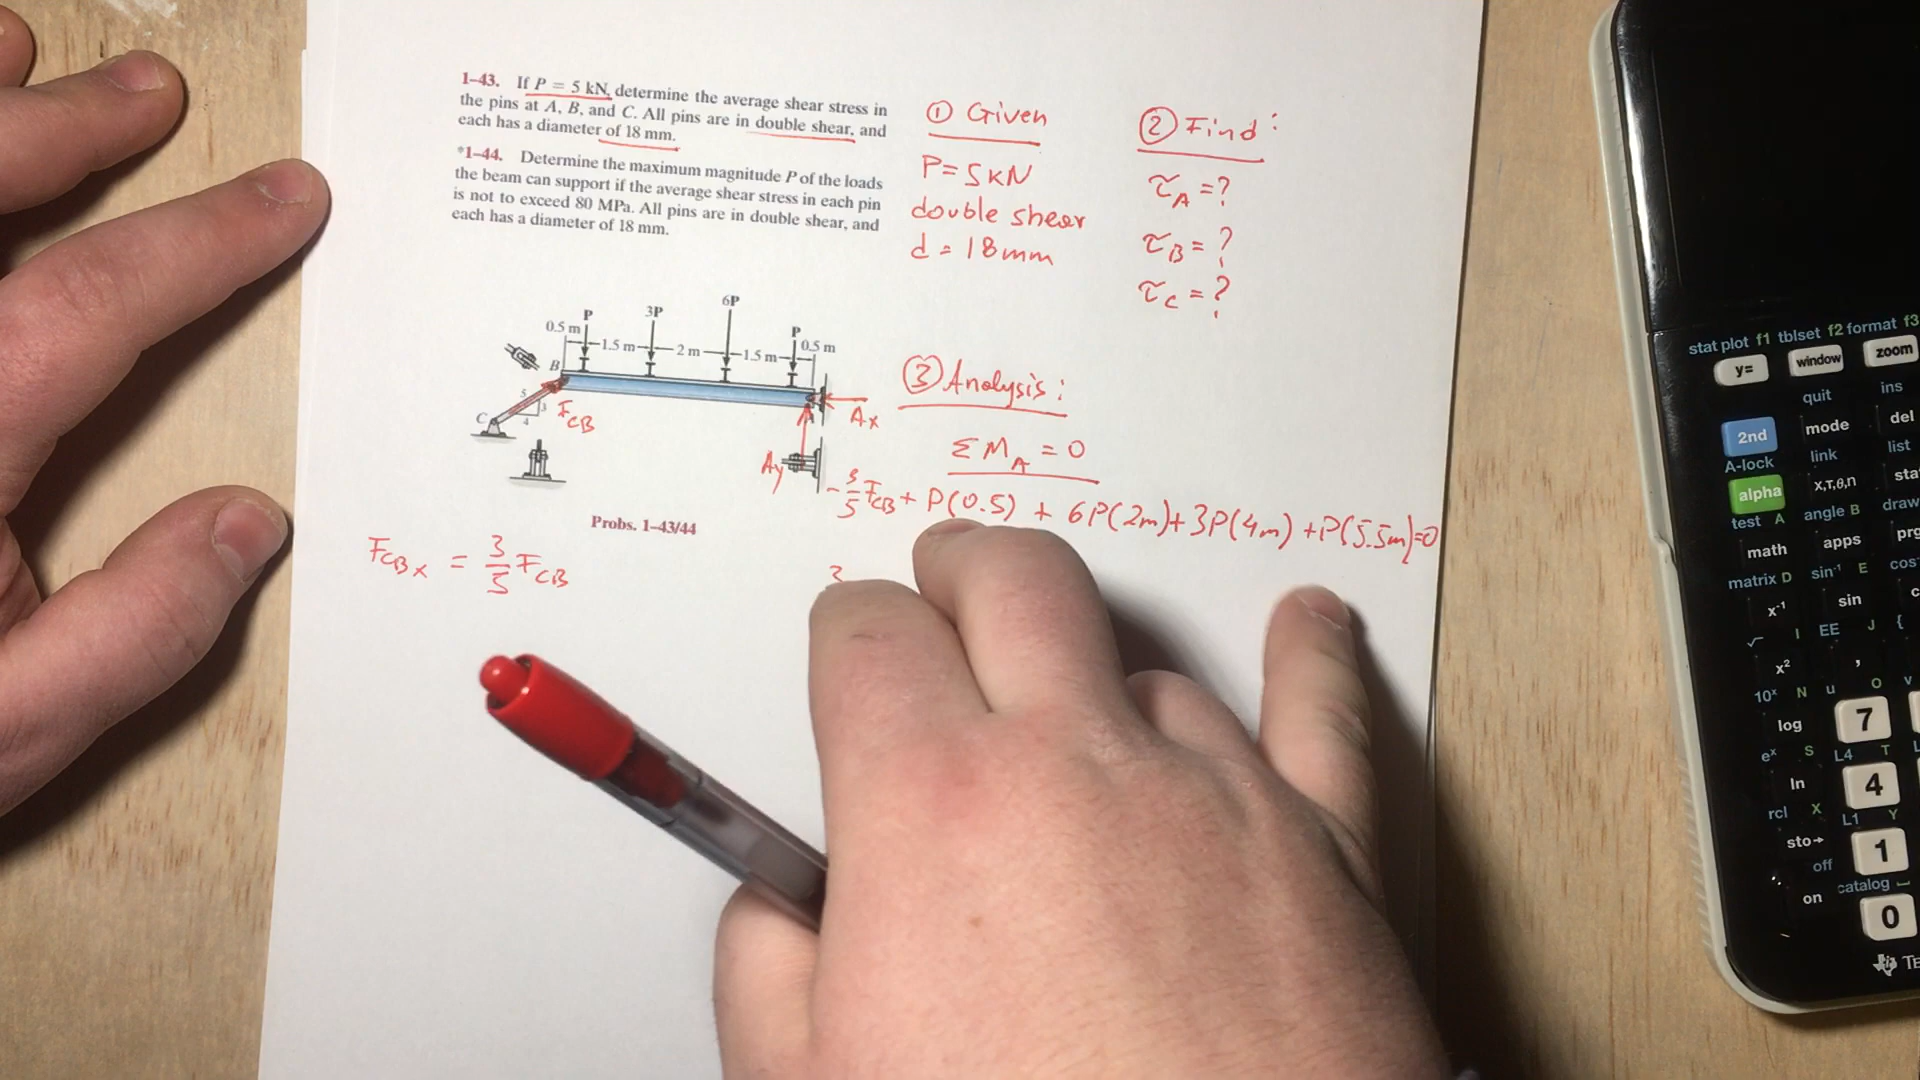 1–43. If P = 5 kN, determine the average shear stress in
the pins at A, B, and C. All pins are in double shear, and
each has a diameter of 18 mm.
*1–44. Determine the maximum magnitude P of the loads
the beam can support if the average shear stress in each pin
is not to exceed 80 MPa. All pins are in double shear, and
each has a diameter of 18 mm.
① Given
P = 5 kN
double shear
d = 18mm
② Find:
τA = ?
τB = ?
τC = ?
P 3P 6P P
0.5 m 1.5 m 2 m 1.5 m 0.5 m
B
C
5
3
4
FCB
A
Ax
Ay
Probs. 1–43/44
③ Analysis:
ΣMA = 0
-3/5 FCB + P(0.5) + 6P(2m) + 3P(4m) + P(5.5m) = 0
FCBx = 3/5 FCB
3
stat plot f1 tblset f2 format f3
y= window zoom
quit ins
2nd mode del
A-lock link list
alpha X,T,θ,n
test A angle B
math apps
matrix D sin⁻¹ E
x⁻¹ sin
√ I EE J {
x² ,
10ˣ N u O v
log 7
eˣ S L4 T
ln 4
rcl X L1 Y
sto→ 1
off catalog
on 0